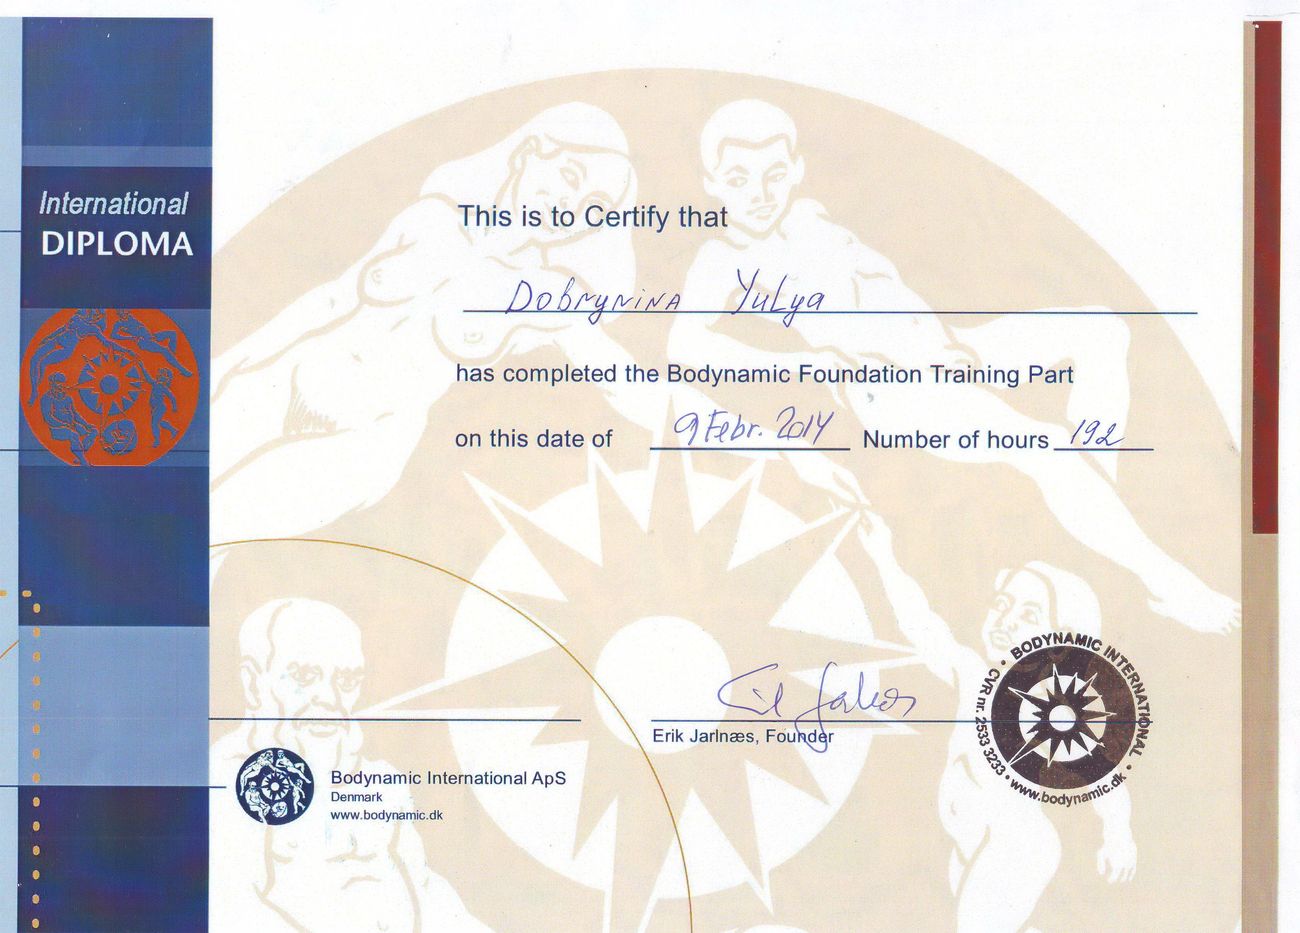 International
DIPLOMA
This is to Certify that
Dobrynina Yulya
has completed the Bodynamic Foundation Training Part
on this date of 9 Febr. 2014 Number of hours 192
Erik Jarlnæs, Founder
Bodynamic International ApS
Denmark
www.bodynamic.dk
• BODYNAMIC INTERNATIONAL • www.bodynamic.dk • CVR nr. 2533 3233